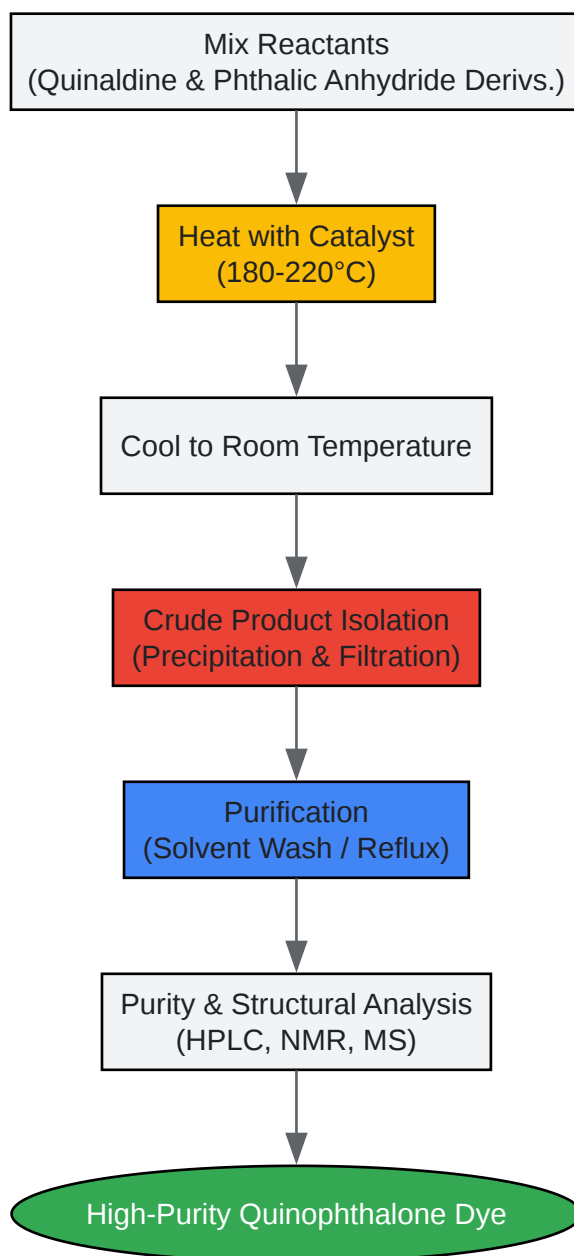 Mix Reactants
(Quinaldine & Phthalic Anhydride Derivs.)
Heat with Catalyst
(180-220°C)
Cool to Room Temperature
Crude Product Isolation
(Precipitation & Filtration)
Purification
(Solvent Wash / Reflux)
Purity & Structural Analysis
(HPLC, NMR, MS)
High-Purity Quinophthalone Dye